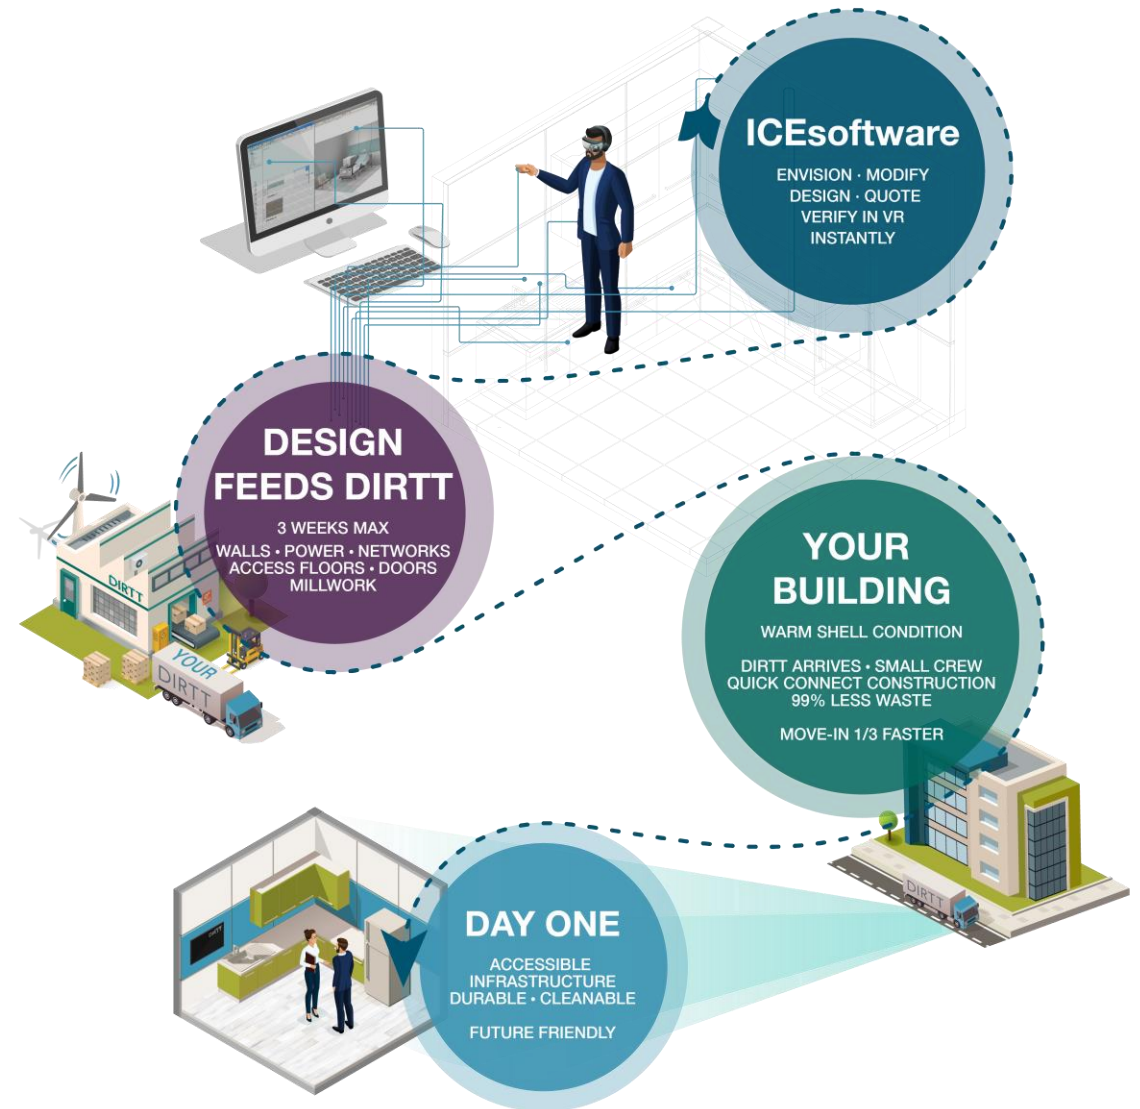 ICEsoftware
ENVISION · MODIFY
DESIGN · QUOTE
VERIFY IN VR
INSTANTLY
DESIGN
FEEDS DIRTT
3 WEEKS MAX
WALLS • POWER • NETWORKS
ACCESS FLOORS • DOORS
MILLWORK
DIRTT
YOUR
DIRTT
YOUR
BUILDING
WARM SHELL CONDITION
DIRTT ARRIVES • SMALL CREW
QUICK CONNECT CONSTRUCTION
99% LESS WASTE
MOVE-IN 1/3 FASTER
DIRTT
DIRTT
DAY ONE
ACCESSIBLE
INFRASTRUCTURE
DURABLE • CLEANABLE
FUTURE FRIENDLY